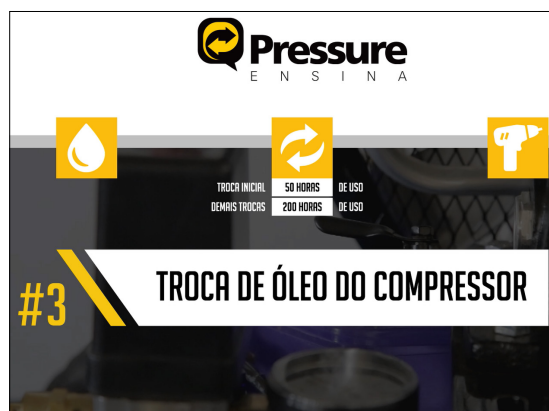 Pressure
ENSINA
TROCA INICIAL 50 HORAS DE USO
DEMAIS TROCAS 200 HORAS DE USO
#3 TROCA DE ÓLEO DO COMPRESSOR